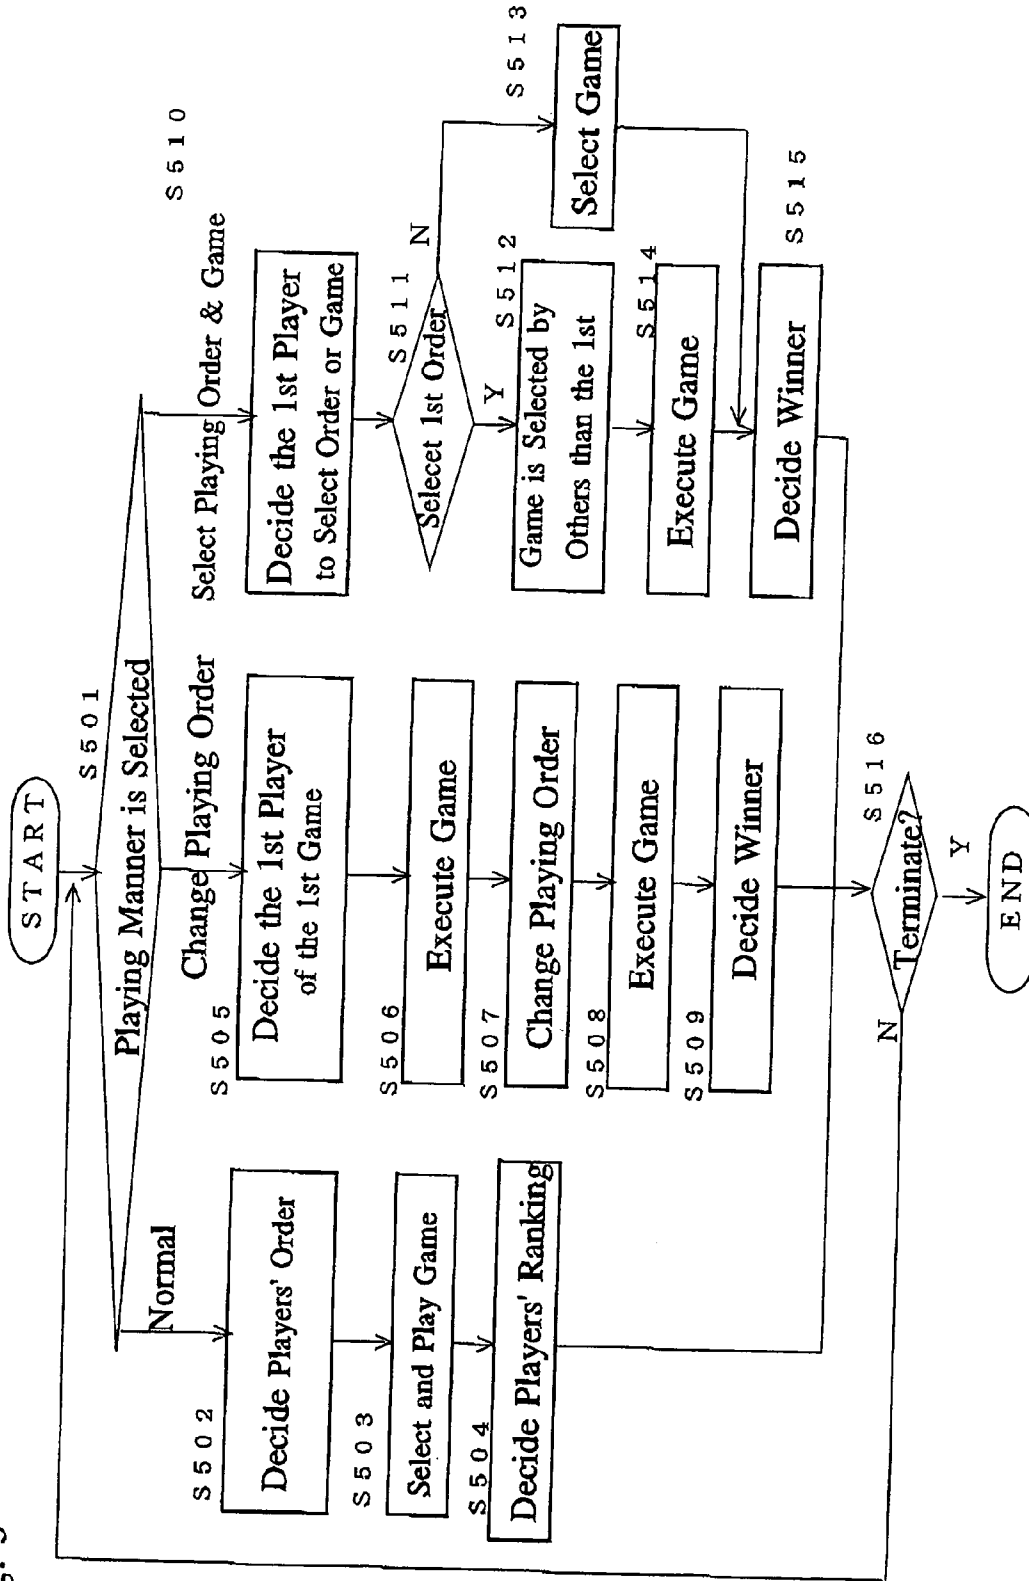 START
S501
Playing Manner is Selected
Normal
S502
Decide Players' Order
S503
Select and Play Game
S504
Decide Players' Ranking
Change Playing Order
S505
Decide the 1st Player
of the 1st Game
S506
Execute Game
S507
Change Playing Order
S508
Execute Game
S509
Decide Winner
Select Playing Order & Game
S510
Decide the 1st Player
to Select Order or Game
S511
Selecet 1st Order
N
Y
S512
Game is Selected by
Others than the 1st
S513
Select Game
S514
Execute Game
S515
Decide Winner
S516
Terminate?
N
Y
END